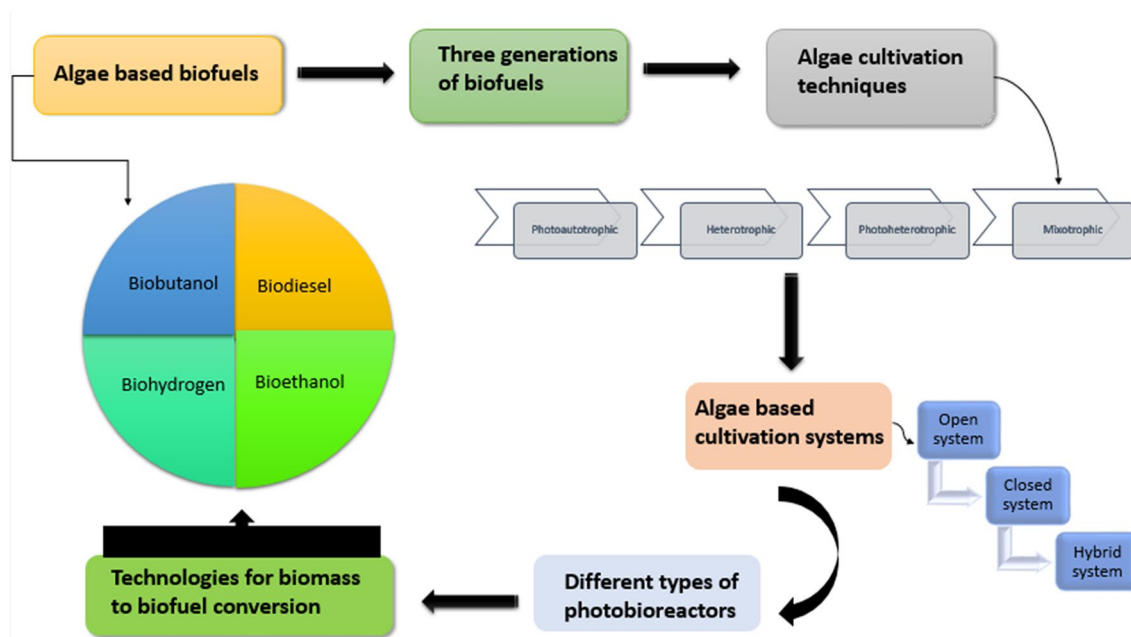 Algae based biofuels
Three generations
of biofuels
Algae cultivation
techniques
Photoautotrophic
Heterotrophic
Photoheterotrophic
Mixotrophic
Biobutanol
Biodiesel
Biohydrogen
Bioethanol
Algae based
cultivation systems
Open
system
Closed
system
Hybrid
system
Different types of
photobioreactors
Technologies for biomass
to biofuel conversion